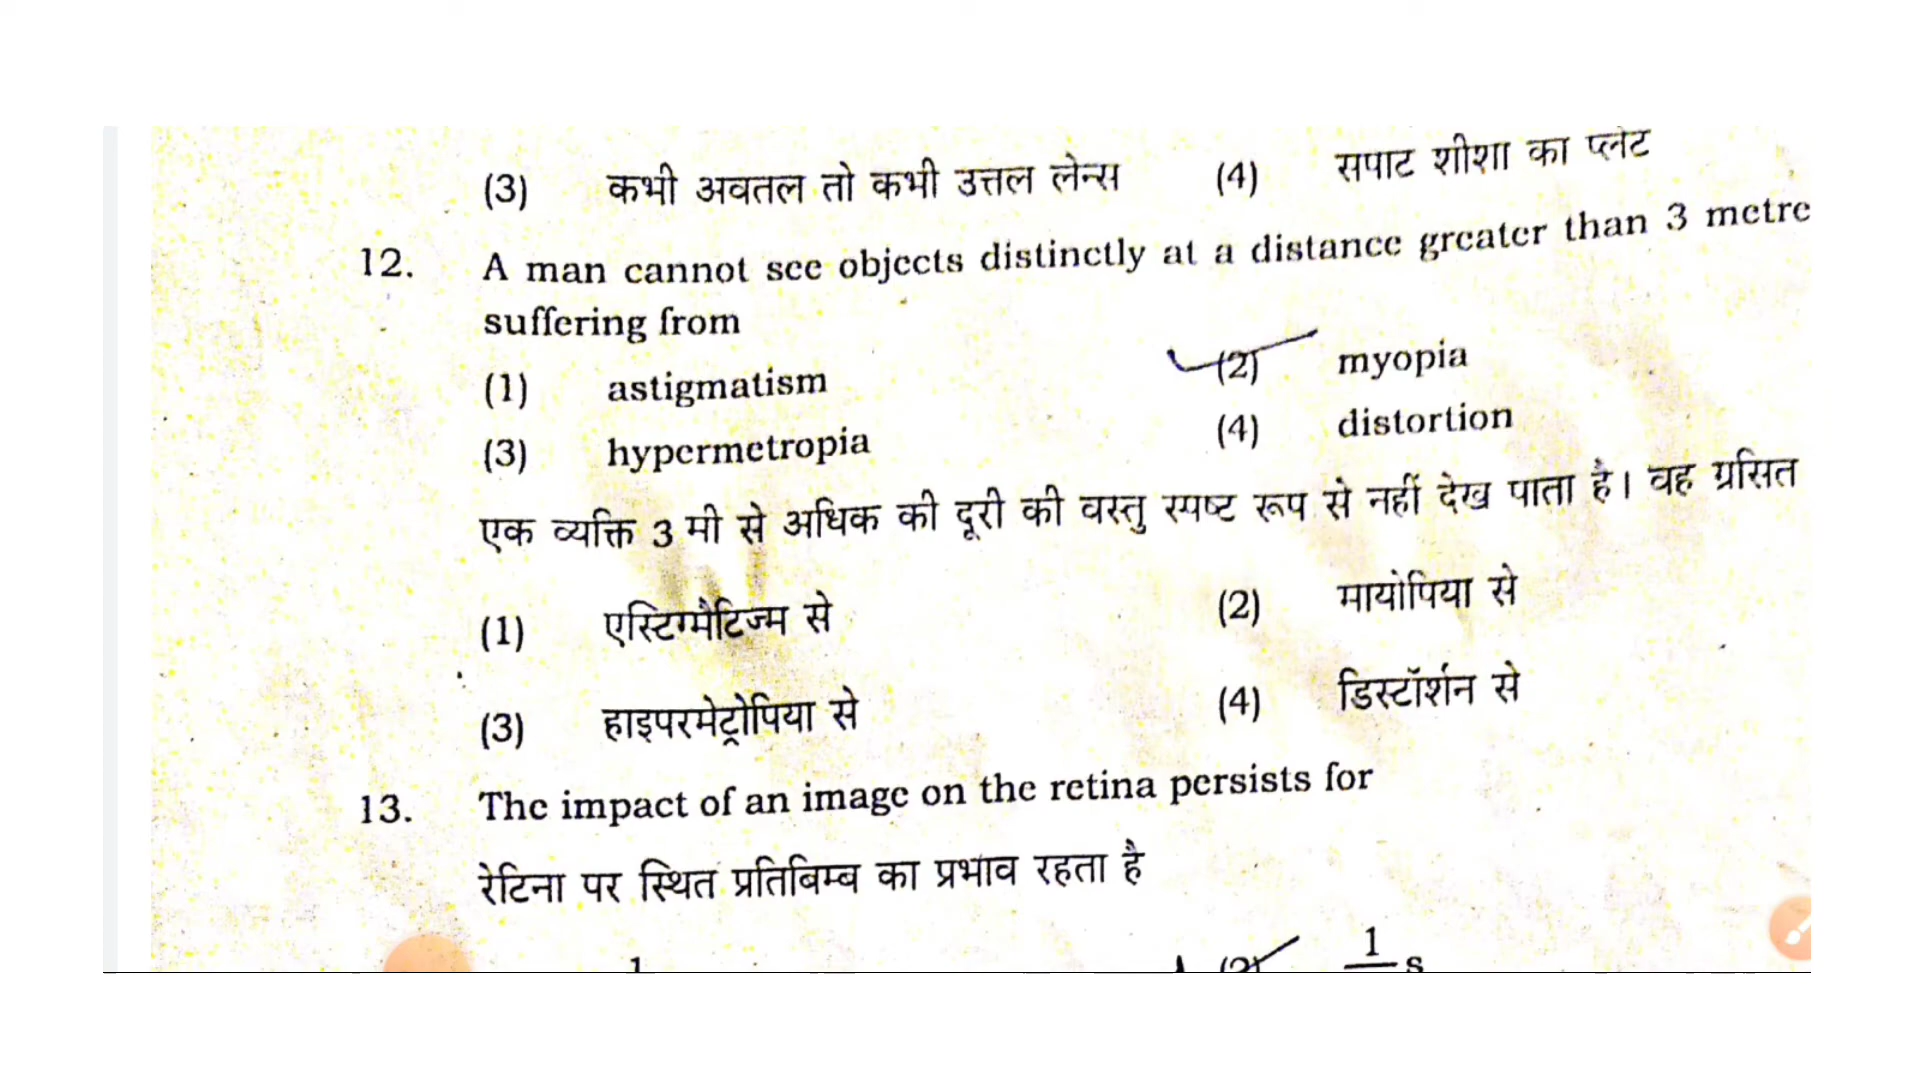 (3) कभी अवतल तो कभी उत्तल लेन्स (4) सपाट शीशा का प्लेट
12. A man cannot see objects distinctly at a distance greater than 3 metre
suffering from
(1) astigmatism (2) myopia
(3) hypermetropia (4) distortion
एक व्यक्ति 3 मी से अधिक की दूरी की वस्तु स्पष्ट रूप से नहीं देख पाता है। वह ग्रसित
(1) एस्टिग्मैटिज्म से (2) मायोपिया से
(3) हाइपरमेट्रोपिया से (4) डिस्टॉर्शन से
13. The impact of an image on the retina persists for
रेटिना पर स्थित प्रतिबिम्ब का प्रभाव रहता है
1 (2) 1 s